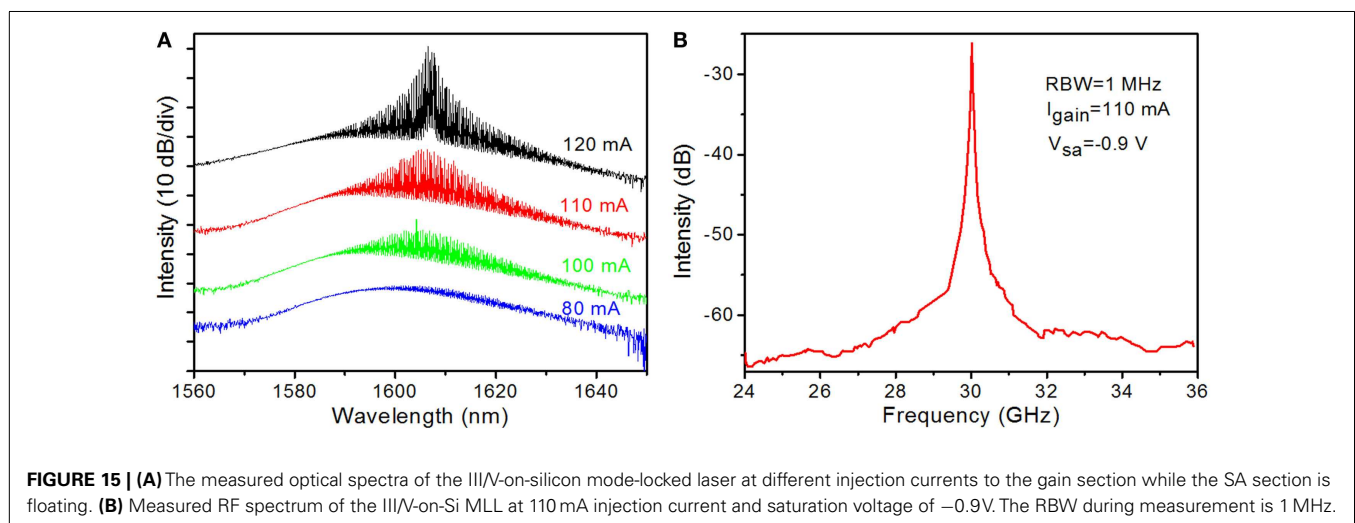 A
Intensity (10 dB/div)
120 mA
110 mA
100 mA
80 mA
1560 1580 1600 1620 1640
Wavelength (nm)
B
Intensity (dB)
-30
-40
-50
-60
RBW=1 MHz
Igain=110 mA
Vsa=-0.9 V
24 26 28 30 32 34 36
Frequency (GHz)
FIGURE 15 | (A) The measured optical spectra of the III/V-on-silicon mode-locked laser at different injection currents to the gain section while the SA section is
floating. (B) Measured RF spectrum of the III/V-on-Si MLL at 110 mA injection current and saturation voltage of −0.9V. The RBW during measurement is 1 MHz.